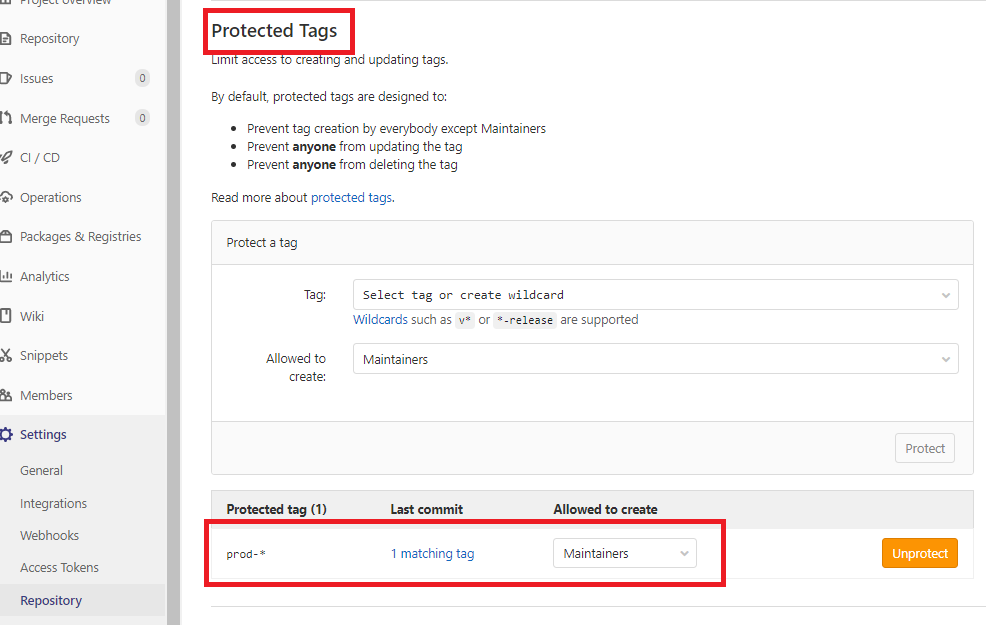 Project overview
Repository
Issues 0
Merge Requests 0
CI / CD
Operations
Packages & Registries
Analytics
Wiki
Snippets
Members
Settings
General
Integrations
Webhooks
Access Tokens
Repository
Protected Tags
Limit access to creating and updating tags.
By default, protected tags are designed to:
Prevent tag creation by everybody except Maintainers
Prevent anyone from updating the tag
Prevent anyone from deleting the tag
Read more about protected tags.
Protect a tag
Tag: Select tag or create wildcard
Wildcards such as v* or *-release are supported
Allowed to Maintainers
create:
Protect
Protected tag (1) Last commit Allowed to create
prod-* 1 matching tag Maintainers Unprotect